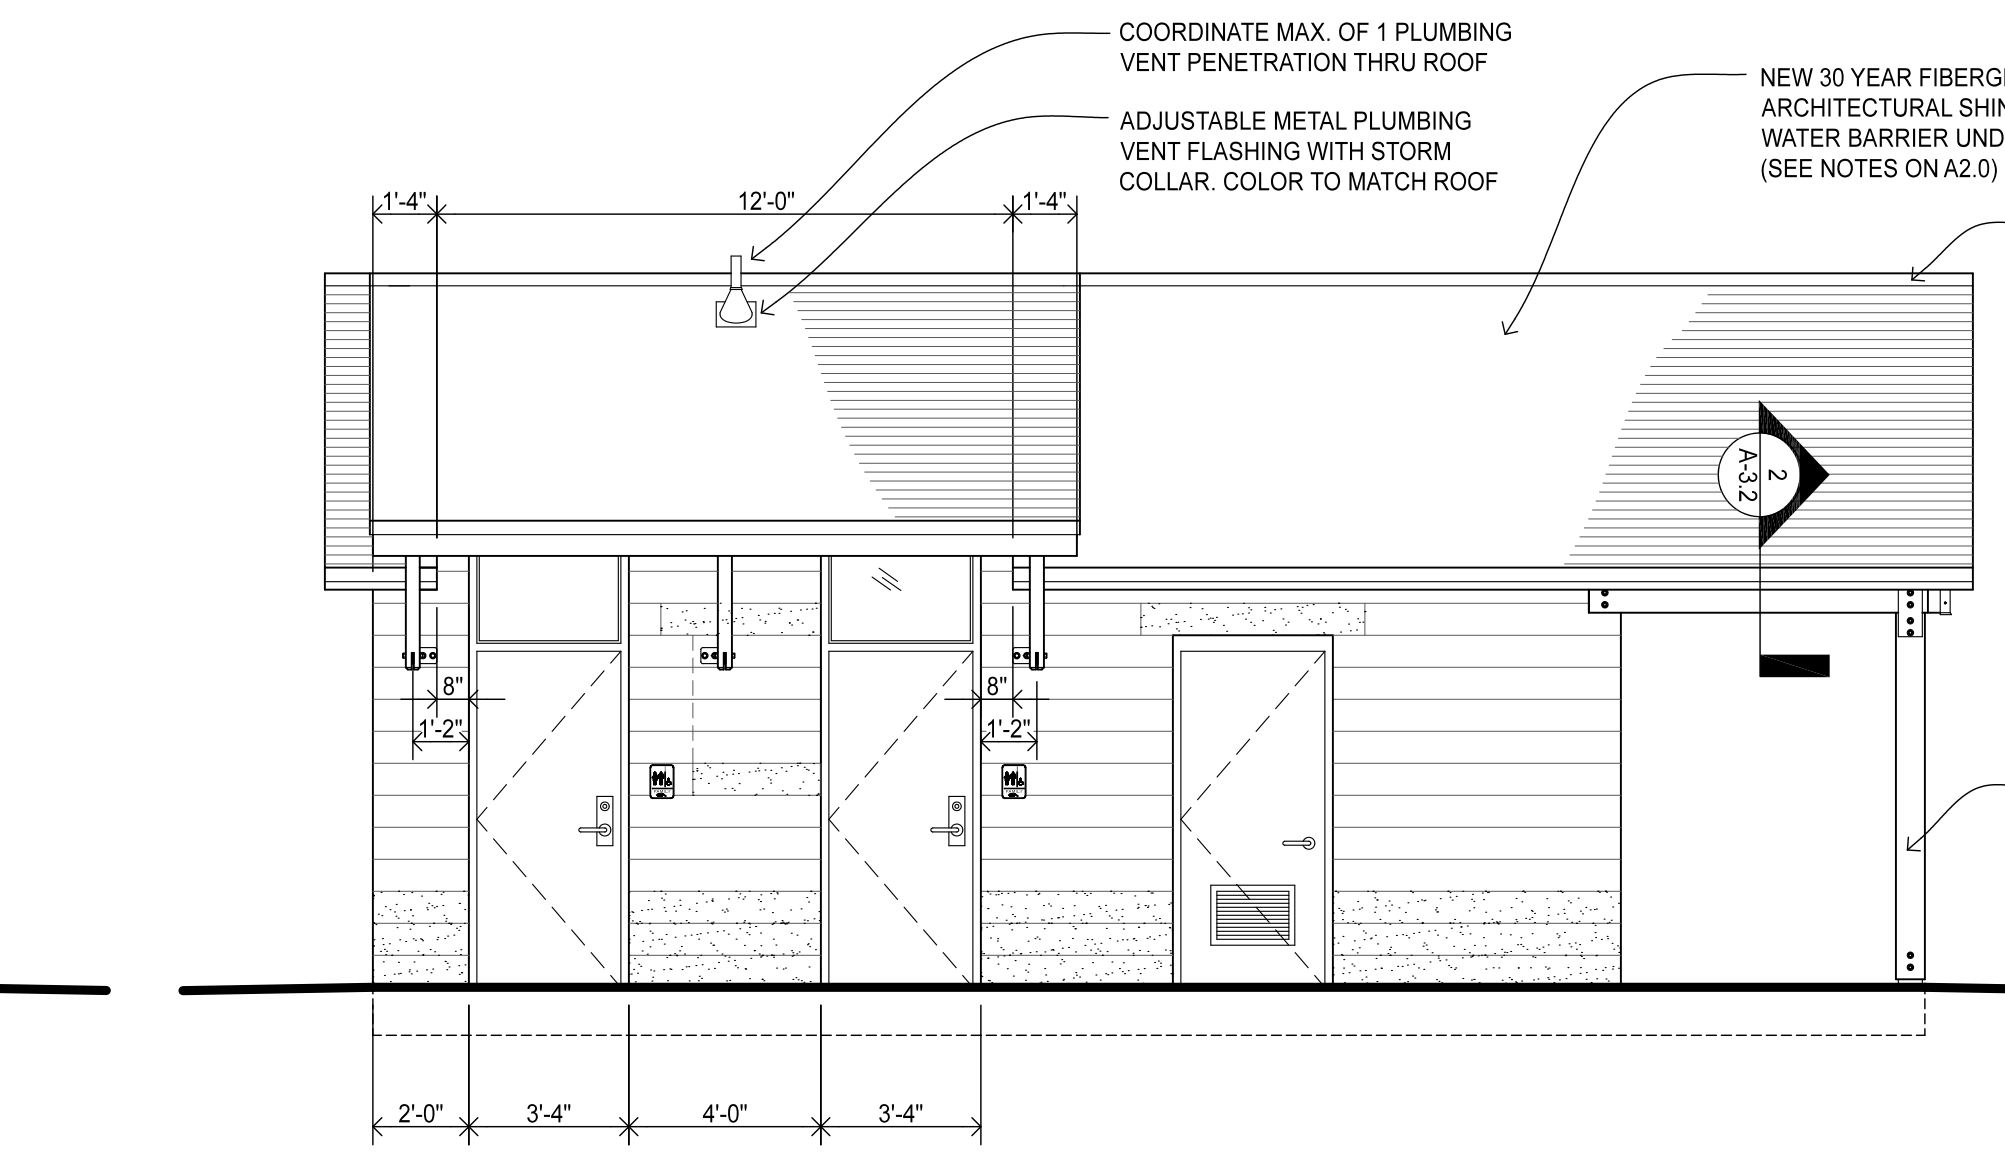 COORDINATE MAX. OF 1 PLUMBING
VENT PENETRATION THRU ROOF
ADJUSTABLE METAL PLUMBING
VENT FLASHING WITH STORM
COLLAR. COLOR TO MATCH ROOF
NEW 30 YEAR FIBERGL
ARCHITECTURAL SHIN
WATER BARRIER UND
(SEE NOTES ON A2.0)
1'-4" 12'-0" 1'-4"
2
A-3.2
8" 8"
1'-2" 1'-2"
2'-0" 3'-4" 4'-0" 3'-4"